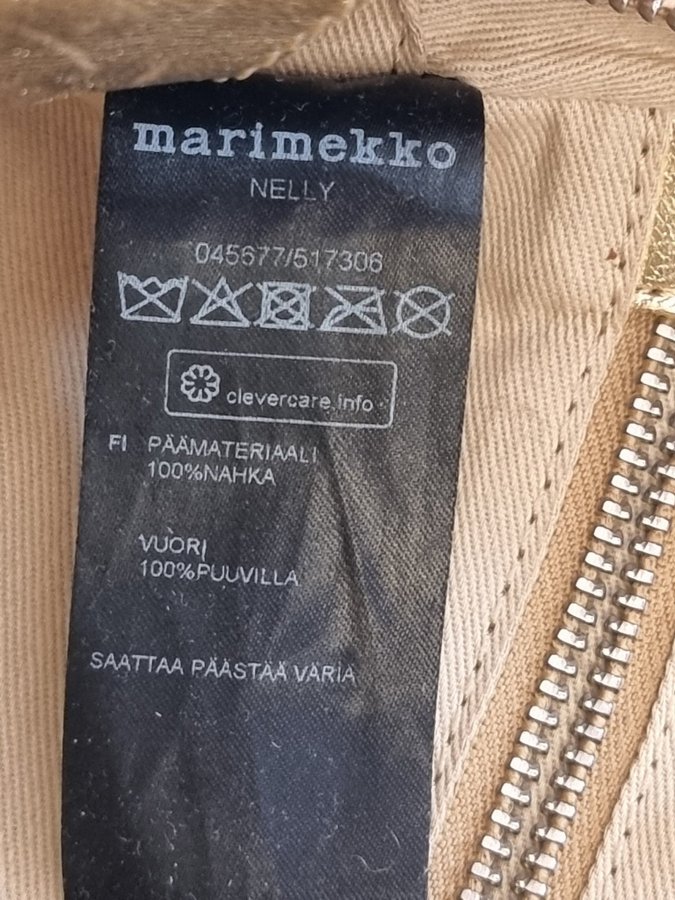 marimekko
NELLY
045677/517306
clevercare.info
FI PÄÄMATERIAALI
100%NAHKA
VUORI
100%PUUVILLA
SAATTAA PÄÄSTÄÄ VÄRIÄ